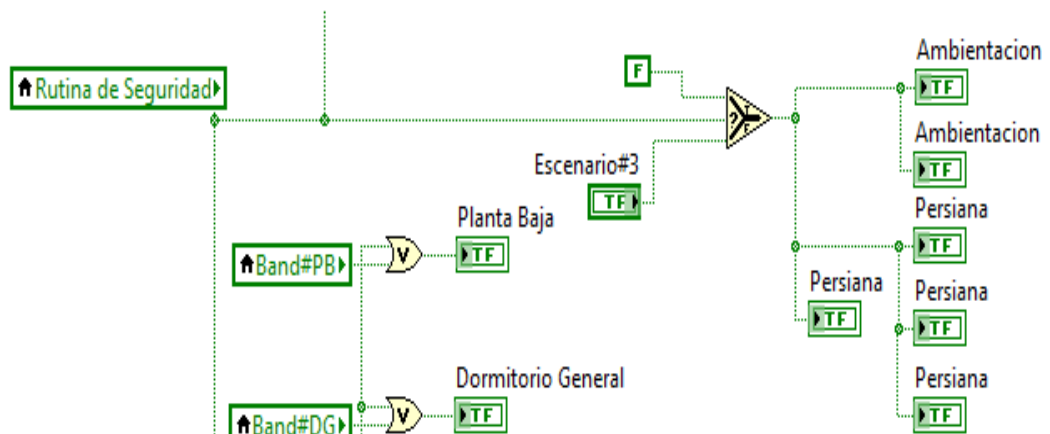 Ambientacion
TF
Rutina de Seguridad
F
? T F
Ambientacion
TF
Escenario#3
TF
Persiana
TF
Planta Baja
TF
Band#PB
V
Persiana
TF
Persiana
TF
Dormitorio General
TF
Persiana
TF
Band#DG
V